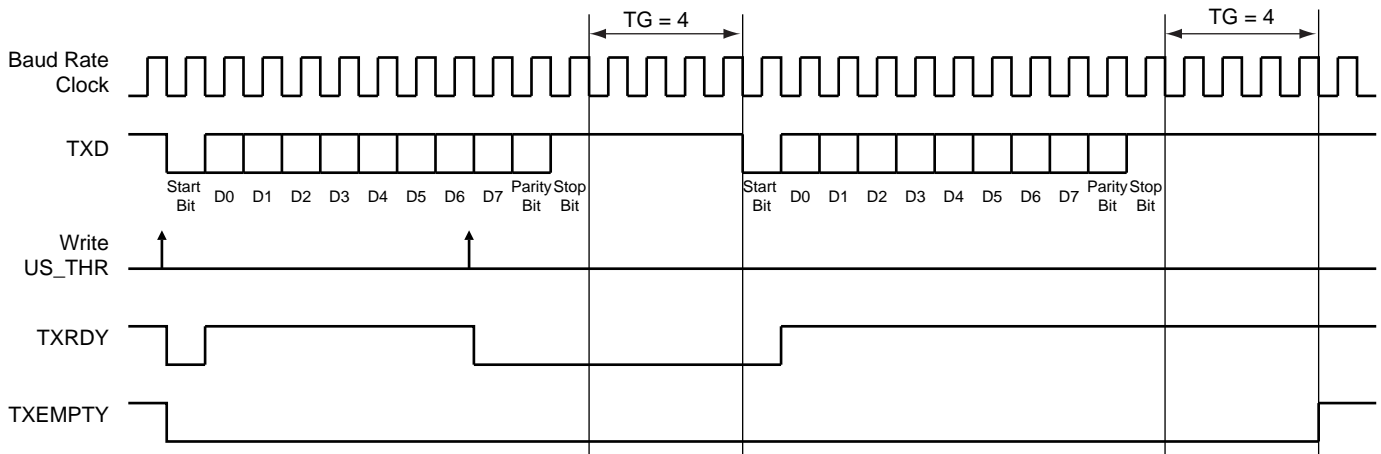 TG = 4
TG = 4
Baud Rate
Clock
TXD
Start
Bit
D0
D1
D2
D3
D4
D5
D6
D7
Parity
Bit
Stop
Bit
Start
Bit
D0
D1
D2
D3
D4
D5
D6
D7
Parity
Bit
Stop
Bit
Write
US_THR
TXRDY
TXEMPTY